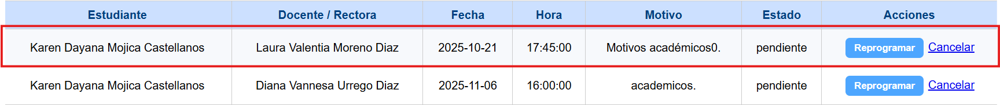 Estudiante Docente / Rectora Fecha Hora Motivo Estado Acciones
Karen Dayana Mojica Castellanos Laura Valentia Moreno Diaz 2025-10-21 17:45:00 Motivos académicos0. pendiente Reprogramar Cancelar
Karen Dayana Mojica Castellanos Diana Vannesa Urrego Diaz 2025-11-06 16:00:00 academicos. pendiente Reprogramar Cancelar